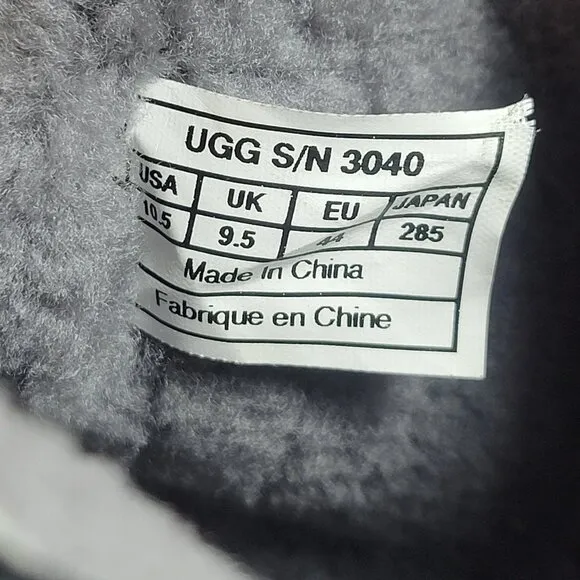 UGG S/N 3040
USA UK EU JAPAN
10.5 9.5 44 285
Made In China
Fabrique en Chine